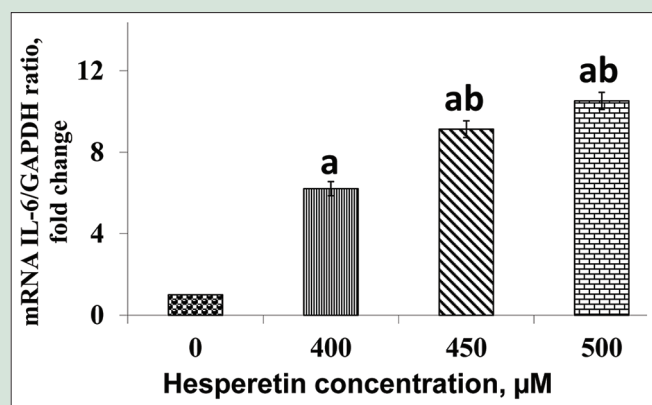 mRNA IL-6/GAPDH ratio,
fold change
12
8
4
0
a
ab
ab
0 400 450 500
Hesperetin concentration, µM